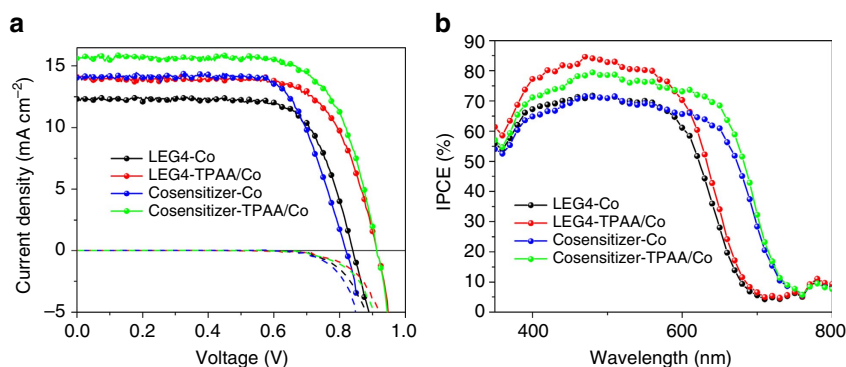 a
Current density (mA cm⁻²)
15
10
5
0
−5
LEG4-Co
LEG4-TPAA/Co
Cosensitizer-Co
Cosensitizer-TPAA/Co
0.0 0.2 0.4 0.6 0.8 1.0
Voltage (V)
b
IPCE (%)
90
80
70
60
50
40
30
20
10
0
LEG4-Co
LEG4-TPAA/Co
Cosensitizer-Co
Cosensitizer-TPAA/Co
400 600 800
Wavelength (nm)